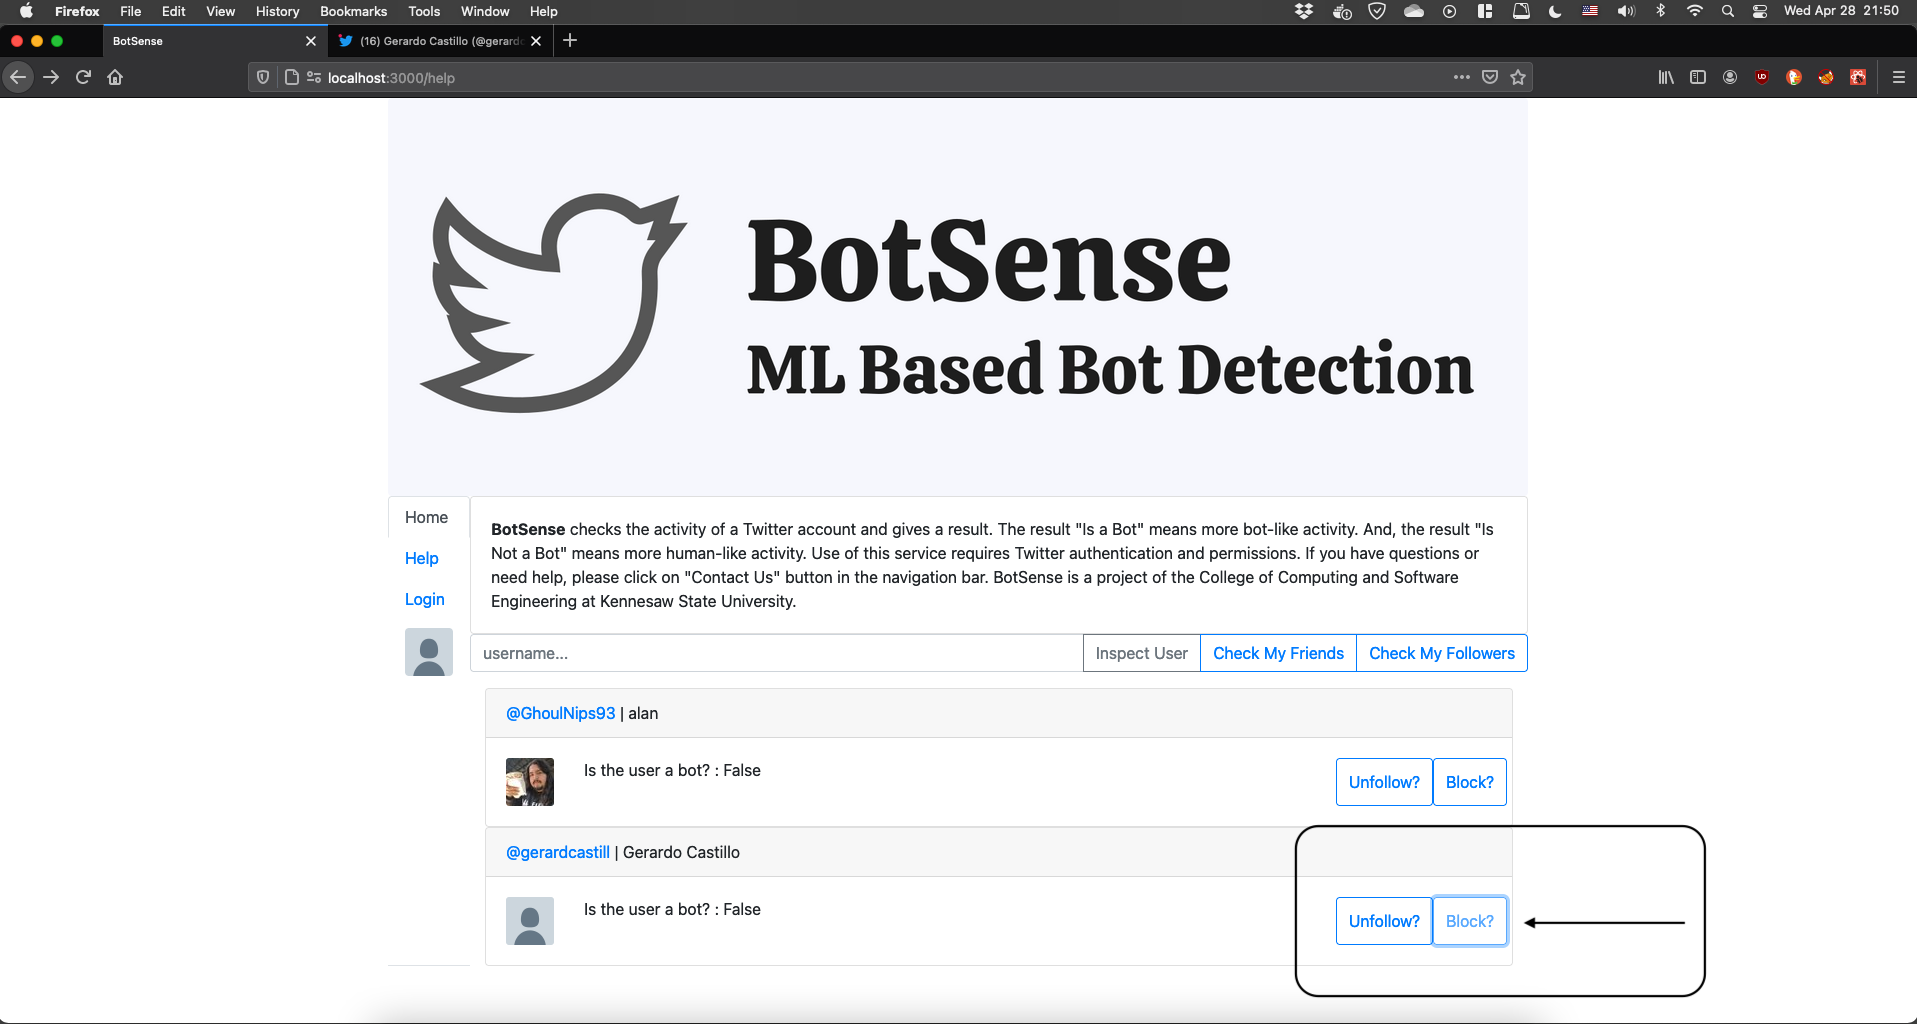 Firefox File Edit View History Bookmarks Tools Window Help Wed Apr 28 21:50
BotSense (16) Gerardo Castillo (@gerardc
localhost:3000/help
BotSense
ML Based Bot Detection
Home
Help
Login
BotSense checks the activity of a Twitter account and gives a result. The result "Is a Bot" means more bot-like activity. And, the result "Is
Not a Bot" means more human-like activity. Use of this service requires Twitter authentication and permissions. If you have questions or
need help, please click on "Contact Us" button in the navigation bar. BotSense is a project of the College of Computing and Software
Engineering at Kennesaw State University.
username... Inspect User Check My Friends Check My Followers
@GhoulNips93 | alan
Is the user a bot? : False Unfollow? Block?
@gerardcastill | Gerardo Castillo
Is the user a bot? : False Unfollow? Block?